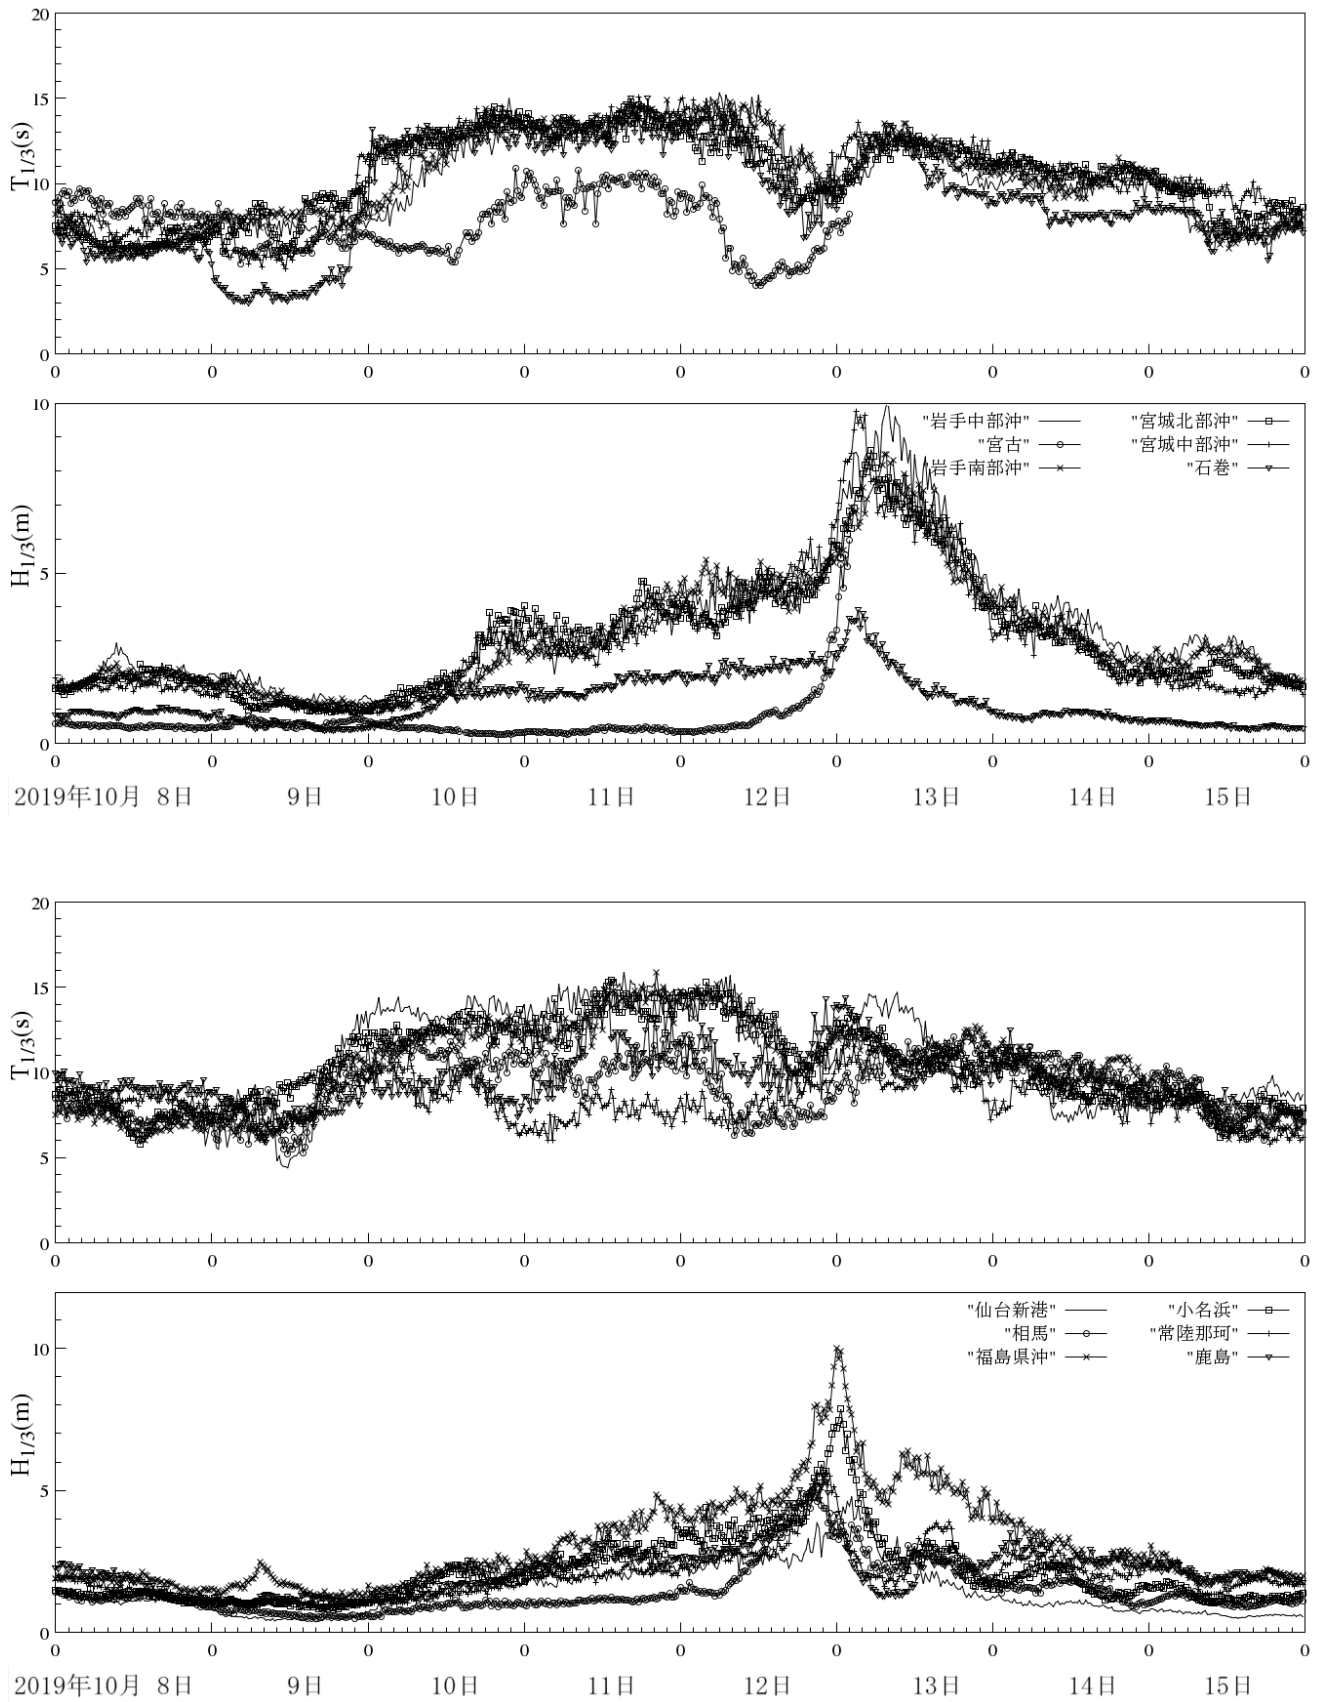 20
15
10
5
0
T1/3(s)
0 0 0 0 0 0 0 0 0
10
5
0
H1/3(m)
"岩手中部沖" "宮城北部沖"
"宮古" "宮城中部沖"
"岩手南部沖" "石巻"
0 0 0 0 0 0 0 0 0
2019年10月 8日 9日 10日 11日 12日 13日 14日 15日
20
15
10
5
0
T1/3(s)
0 0 0 0 0 0 0 0 0
10
5
0
H1/3(m)
"仙台新港" "小名浜"
"相馬" "常陸那珂"
"福島県沖" "鹿島"
0 0 0 0 0 0 0 0 0
2019年10月 8日 9日 10日 11日 12日 13日 14日 15日